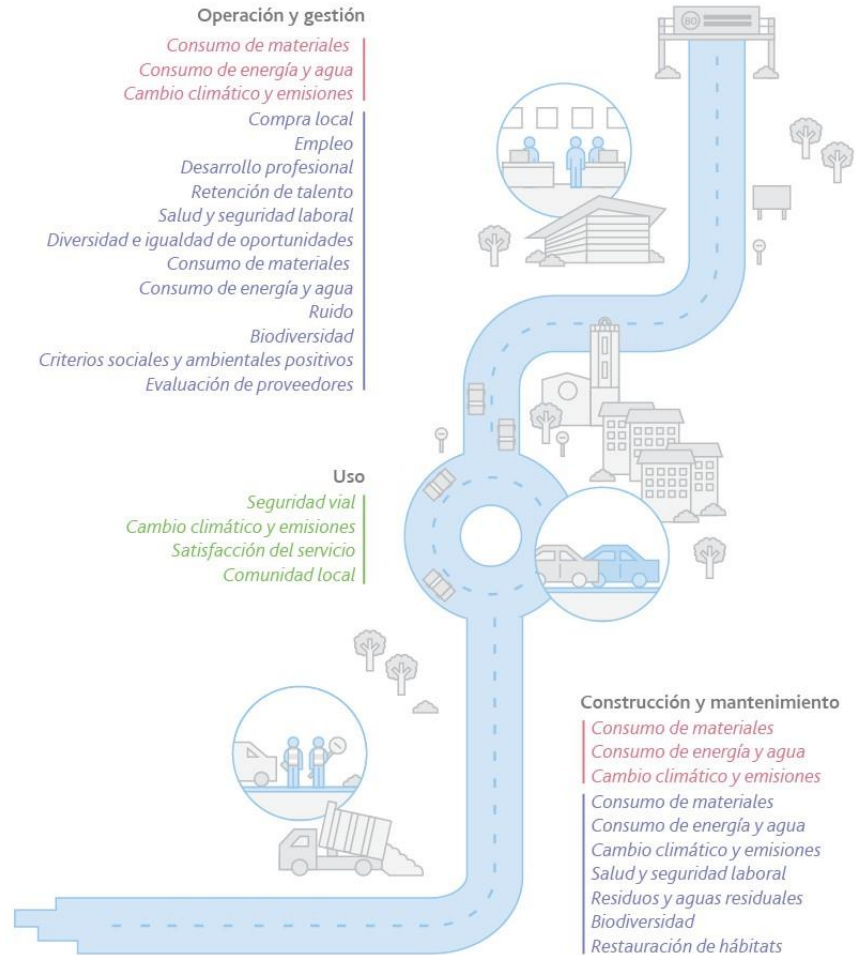 Operación y gestión
Consumo de materiales
Consumo de energía y agua
Cambio climático y emisiones
Compra local
Empleo
Desarrollo profesional
Retención de talento
Salud y seguridad laboral
Diversidad e igualdad de oportunidades
Consumo de materiales
Consumo de energía y agua
Ruido
Biodiversidad
Criterios sociales y ambientales positivos
Evaluación de proveedores
80
Uso
Seguridad vial
Cambio climático y emisiones
Satisfacción del servicio
Comunidad local
Construcción y mantenimiento
Consumo de materiales
Consumo de energía y agua
Cambio climático y emisiones
Consumo de materiales
Consumo de energía y agua
Cambio climático y emisiones
Salud y seguridad laboral
Residuos y aguas residuales
Biodiversidad
Restauración de hábitats